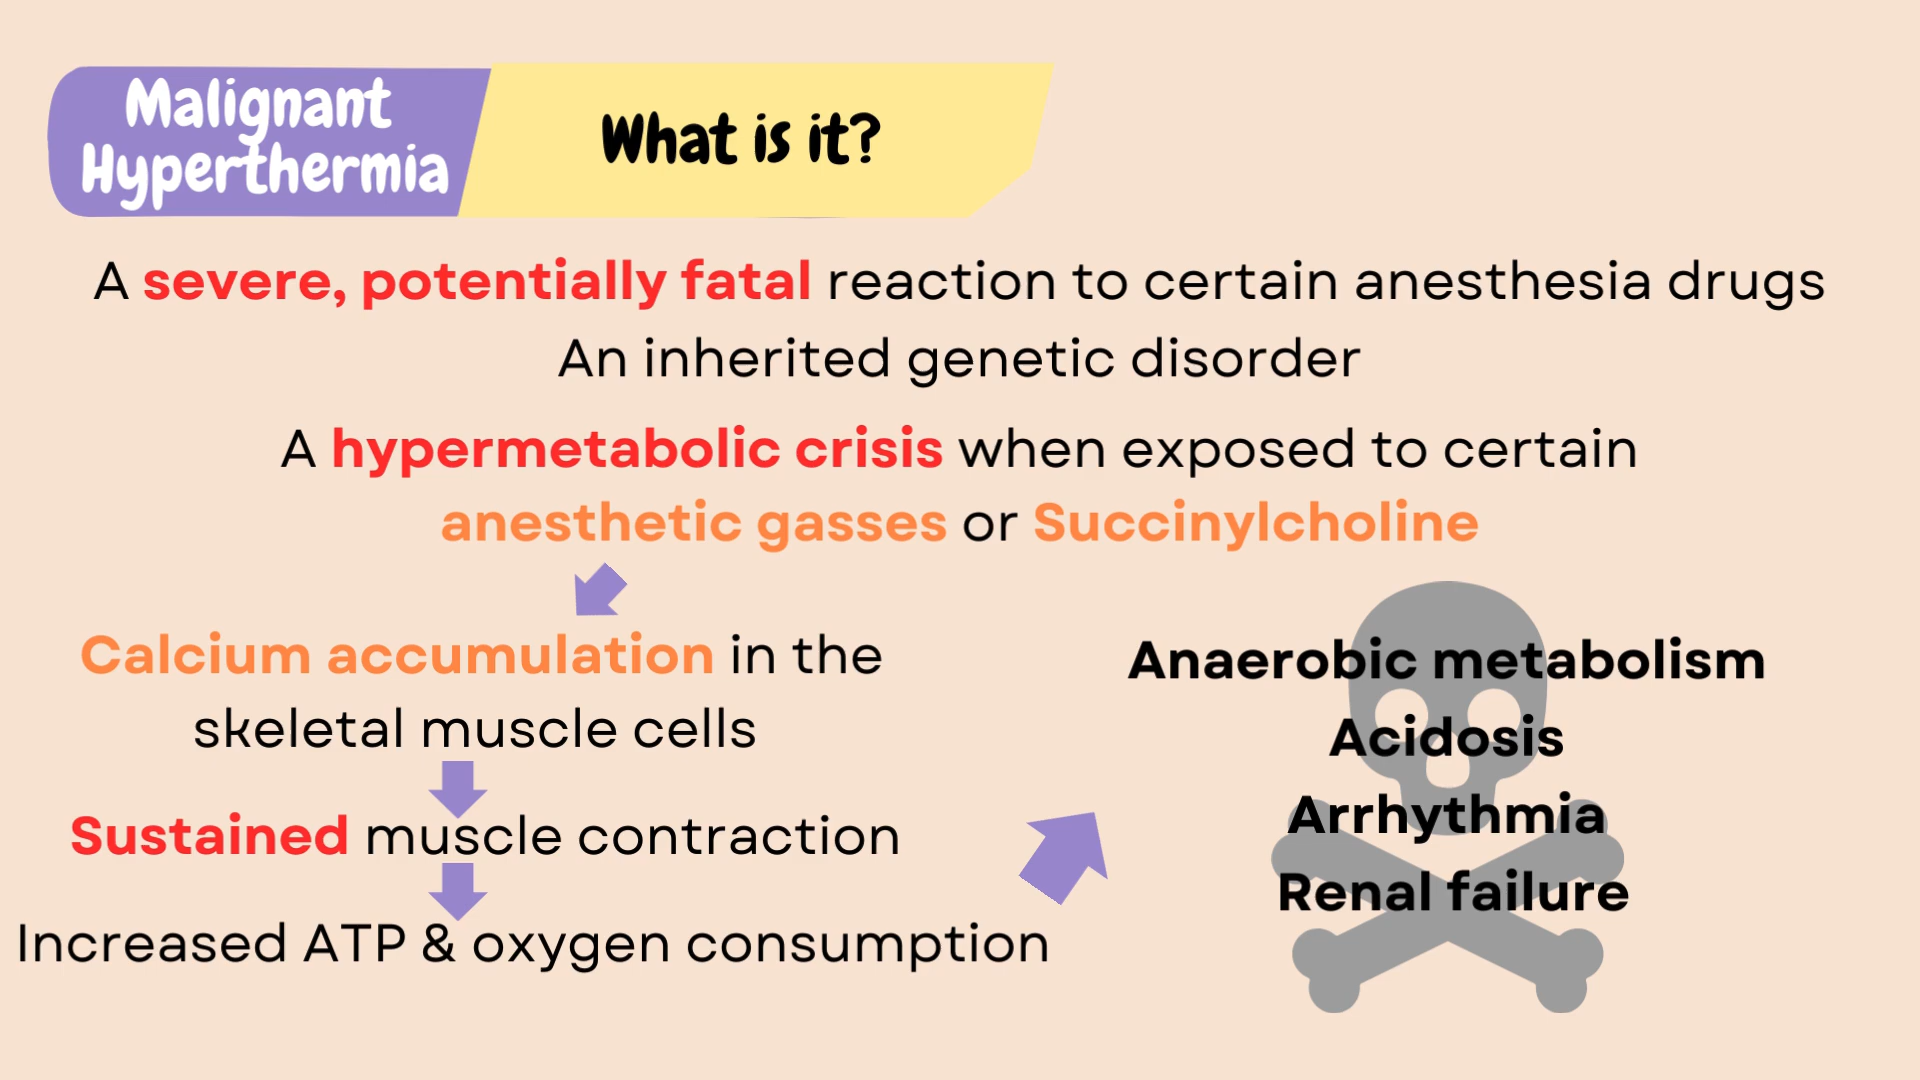 Malignant
Hyperthermia
What is it?
A severe, potentially fatal reaction to certain anesthesia drugs
An inherited genetic disorder
A hypermetabolic crisis when exposed to certain
anesthetic gasses or Succinylcholine
Calcium accumulation in the
skeletal muscle cells
Sustained muscle contraction
Increased ATP & oxygen consumption
Anaerobic metabolism
Acidosis
Arrhythmia
Renal failure